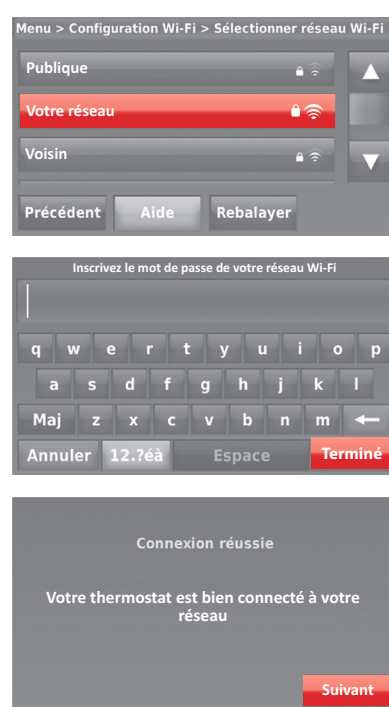 Menu > Configuration Wi-Fi > Sélectionner réseau Wi-Fi
Publique
Votre réseau
Voisin
Précédent Aide Rebalayer
Inscrivez le mot de passe de votre réseau Wi-Fi
q w e r t y u i o p
a s d f g h j k l
Maj z x c v b n m
Annuler 12.?éà Espace Terminé
Connexion réussie
Votre thermostat est bien connecté à votre
réseau
Suivant